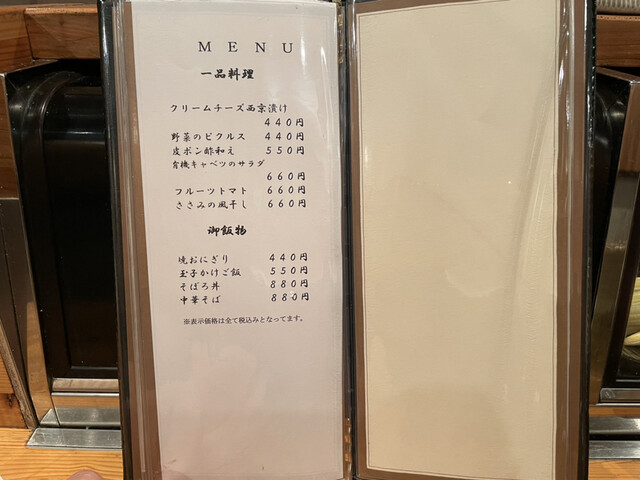 MENU
一品料理
クリームチーズ西京漬け
440円
野菜のピクルス 440円
皮ポン酢和え 550円
有機キャベツのサラダ
660円
フルーツトマト 660円
ささみの風干し 660円
御飯物
焼おにぎり 440円
玉子かけご飯 550円
そぼろ丼 880円
中華そば 880円
※表示価格は全て税込みとなってます。